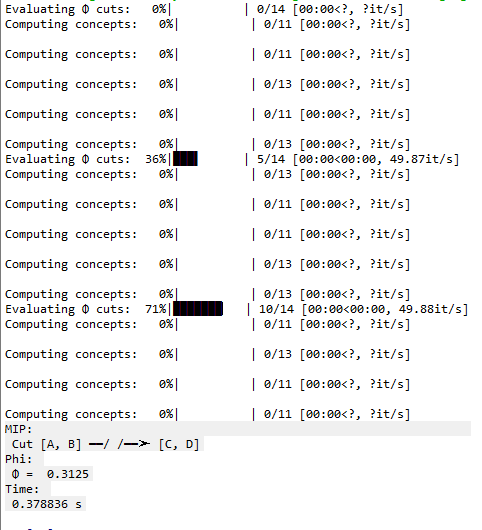 Evaluating Φ cuts:   0%|          | 0/14 [00:00<?, ?it/s]
Computing concepts:   0%|          | 0/11 [00:00<?, ?it/s]
Computing concepts:   0%|          | 0/11 [00:00<?, ?it/s]
Computing concepts:   0%|          | 0/13 [00:00<?, ?it/s]
Computing concepts:   0%|          | 0/11 [00:00<?, ?it/s]
Computing concepts:   0%|          | 0/13 [00:00<?, ?it/s]
Evaluating Φ cuts:  36%|███▌      | 5/14 [00:00<00:00, 49.87it/s]
Computing concepts:   0%|          | 0/13 [00:00<?, ?it/s]
Computing concepts:   0%|          | 0/11 [00:00<?, ?it/s]
Computing concepts:   0%|          | 0/11 [00:00<?, ?it/s]
Computing concepts:   0%|          | 0/13 [00:00<?, ?it/s]
Computing concepts:   0%|          | 0/13 [00:00<?, ?it/s]
Evaluating Φ cuts:  71%|███████   | 10/14 [00:00<00:00, 49.88it/s]
Computing concepts:   0%|          | 0/11 [00:00<?, ?it/s]
Computing concepts:   0%|          | 0/13 [00:00<?, ?it/s]
Computing concepts:   0%|          | 0/11 [00:00<?, ?it/s]
Computing concepts:   0%|          | 0/11 [00:00<?, ?it/s]
MIP:
Cut [A, B] ━━/ /━━➤ [C, D]
Phi:
Φ =  0.3125
Time:
0.378836 s